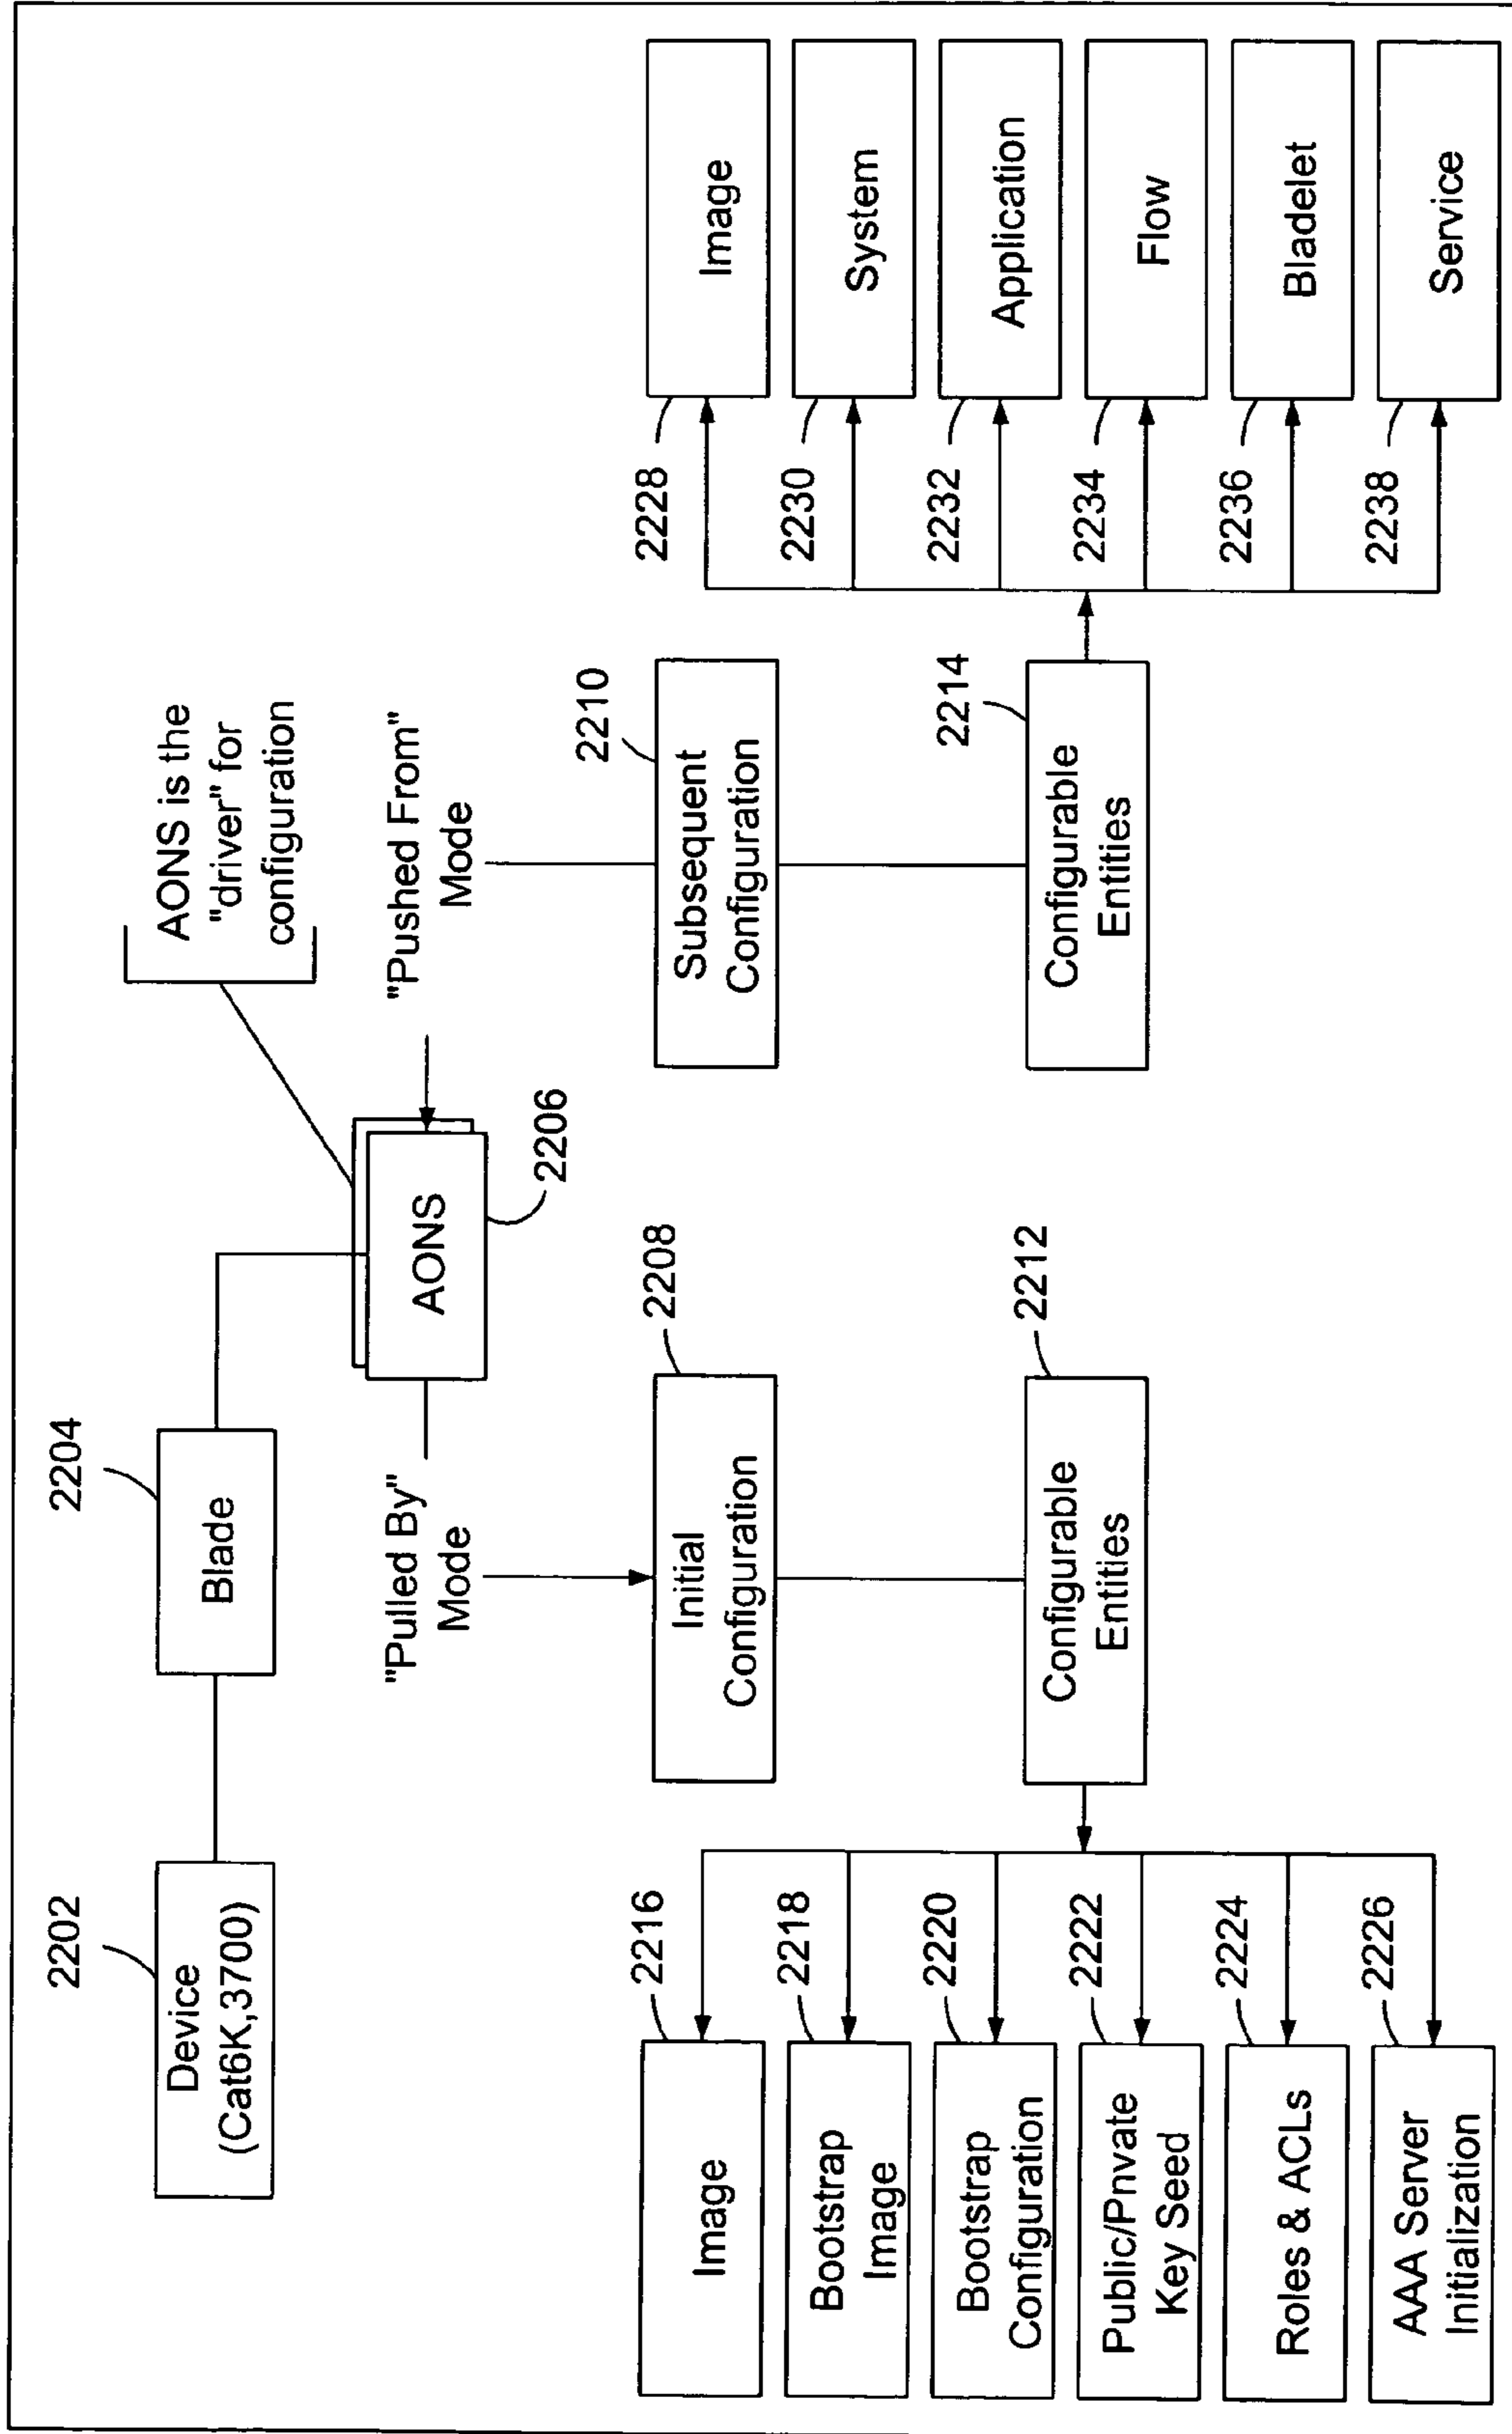 2202
Device
(Cat6K,3700)
2204
Blade
AONS is the
"driver" for
configuration
AONS
2206
"Pulled By"
Mode
"Pushed From"
Mode
2208
Initial
Configuration
2210
Subsequent
Configuration
2212
Configurable
Entities
2214
Configurable
Entities
2216
Image
2218
Bootstrap
Image
2220
Bootstrap
Configuration
2222
Public/Pnvate
Key Seed
2224
Roles & ACLs
2226
AAA Server
Initialization
2228
Image
2230
System
2232
Application
2234
Flow
2236
Bladelet
2238
Service